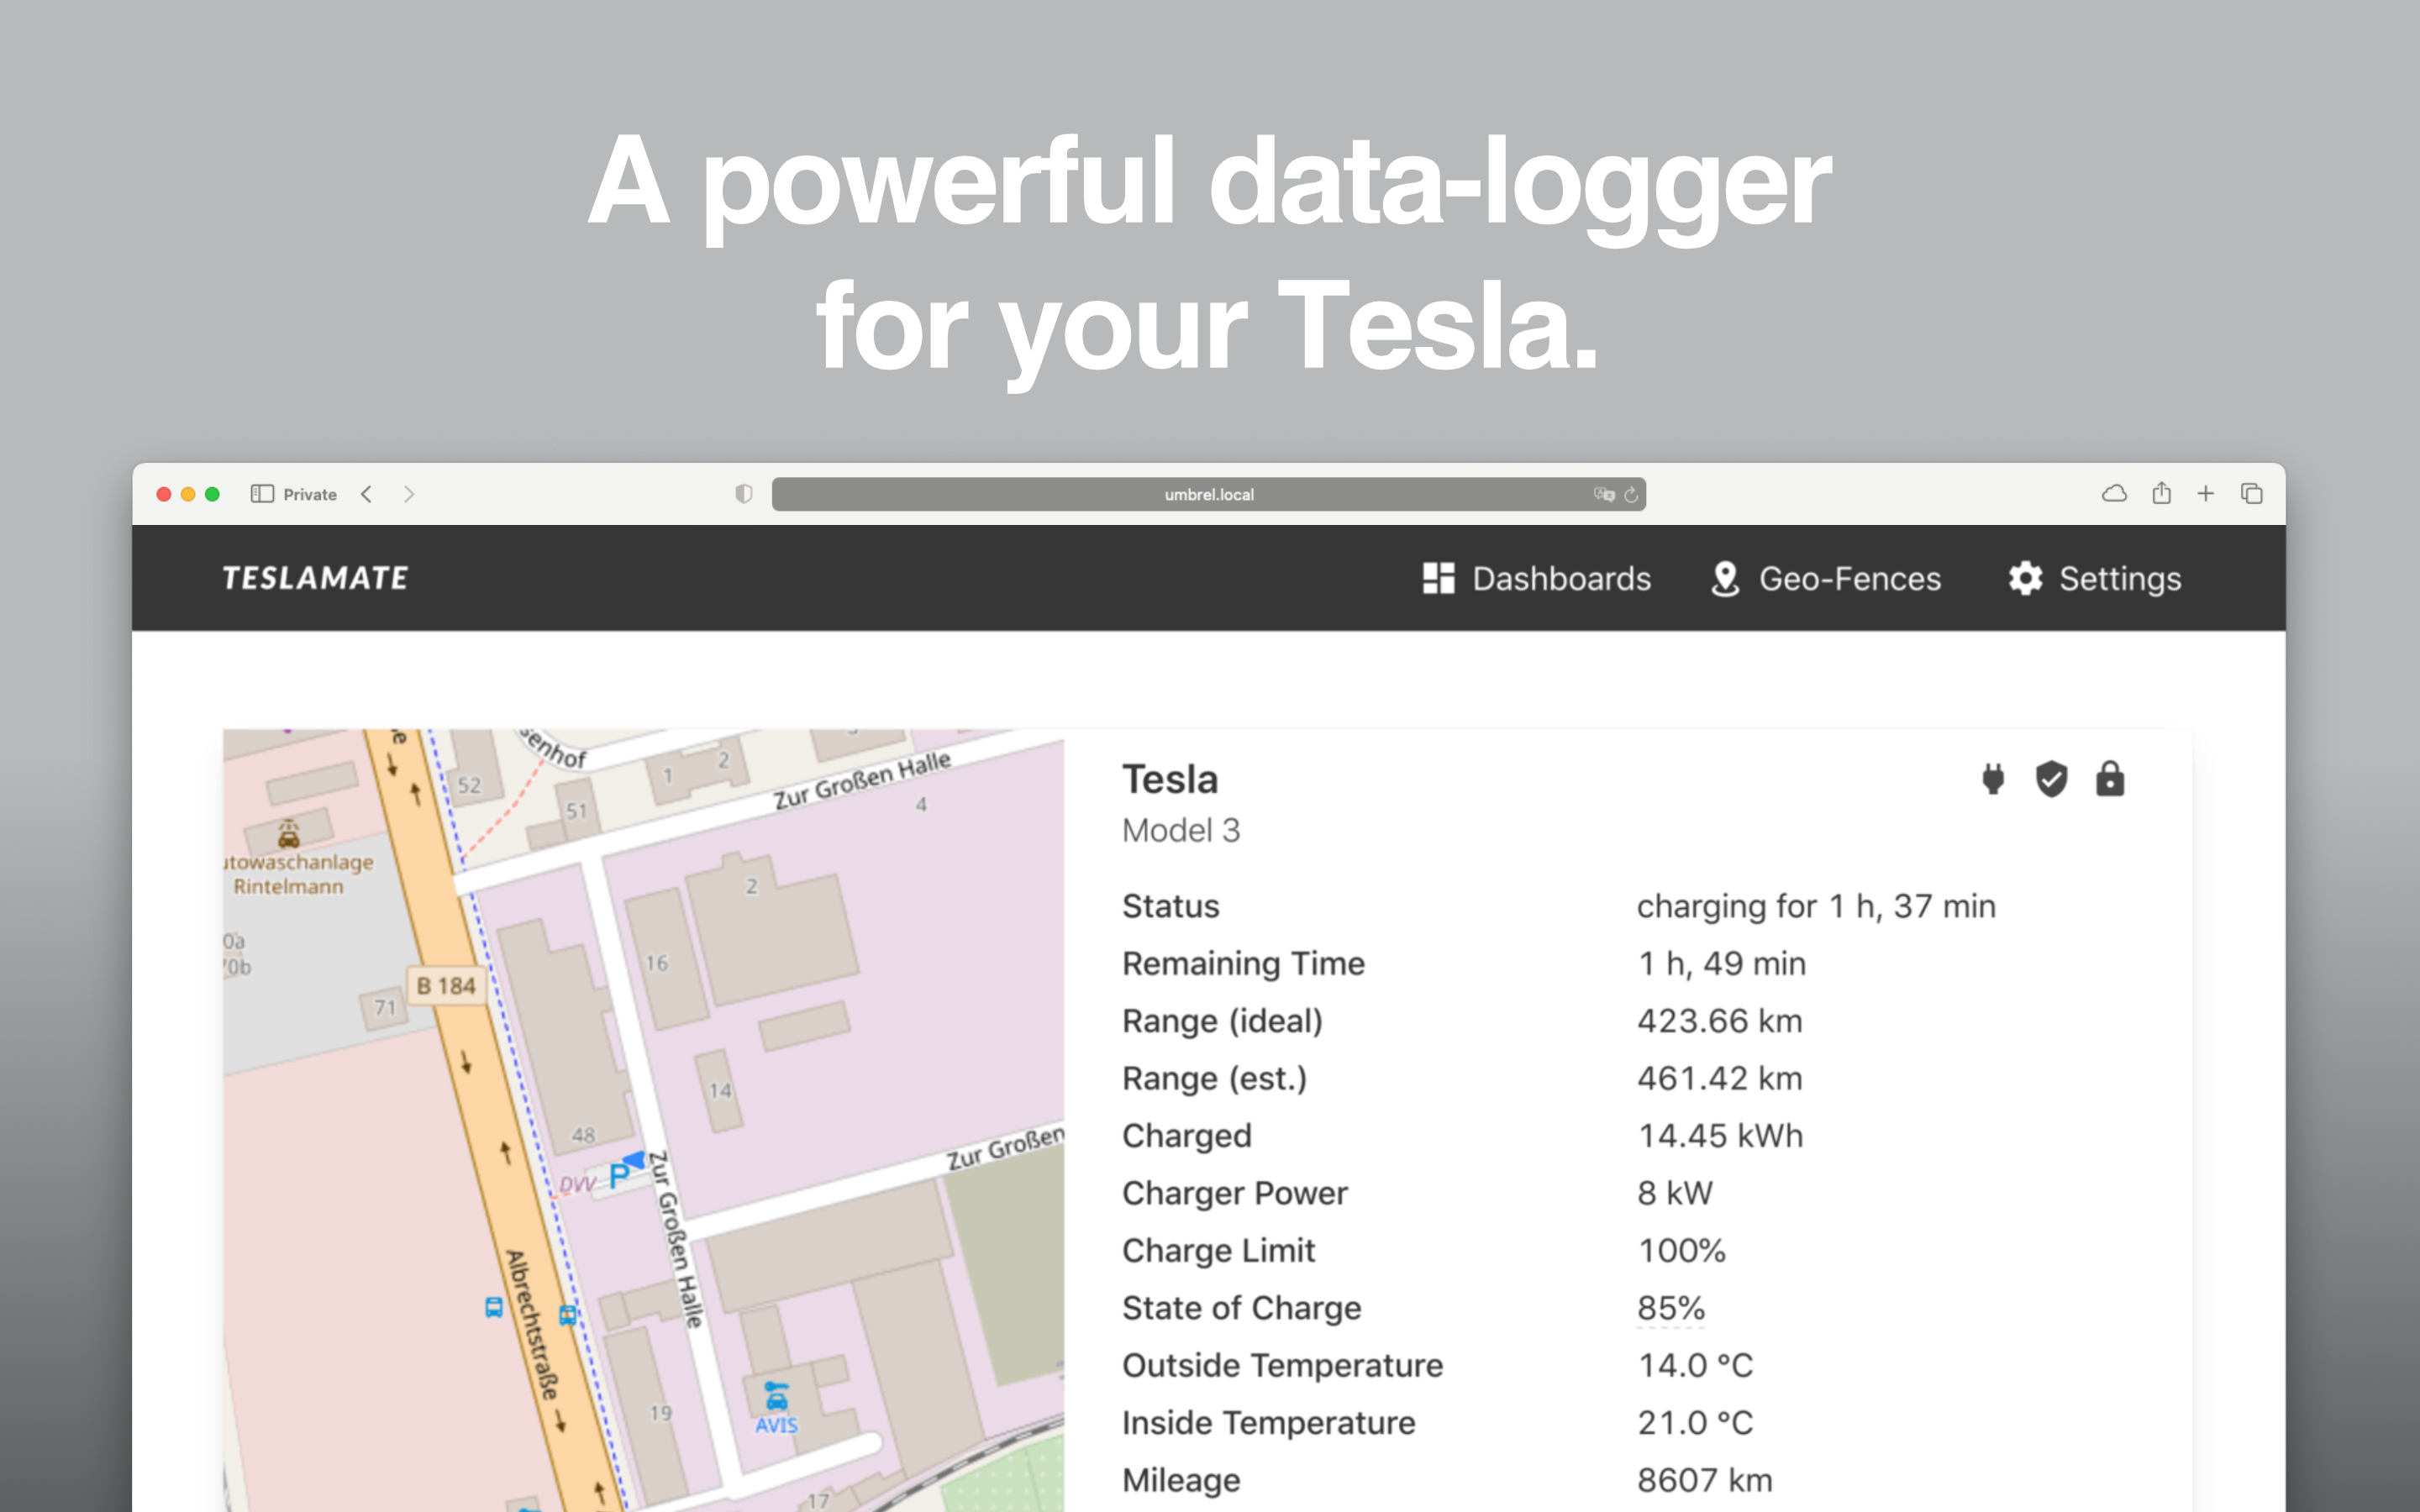 A powerful data-logger
for your Tesla.
Private
umbrel.local
TESLAMATE
Dashboards
Geo-Fences
Settings
senhof
52
1
2
51
Zur Großen Halle
4
utowaschanlage
Rintelmann
2
0a
70b
16
B 184
71
14
48
DVV
P
Zur Großen Halle
Zur Großen
Albrechtstraße
19
AVIS
17
Tesla
Model 3
Status charging for 1 h, 37 min
Remaining Time 1 h, 49 min
Range (ideal) 423.66 km
Range (est.) 461.42 km
Charged 14.45 kWh
Charger Power 8 kW
Charge Limit 100%
State of Charge 85%
Outside Temperature 14.0 °C
Inside Temperature 21.0 °C
Mileage 8607 km